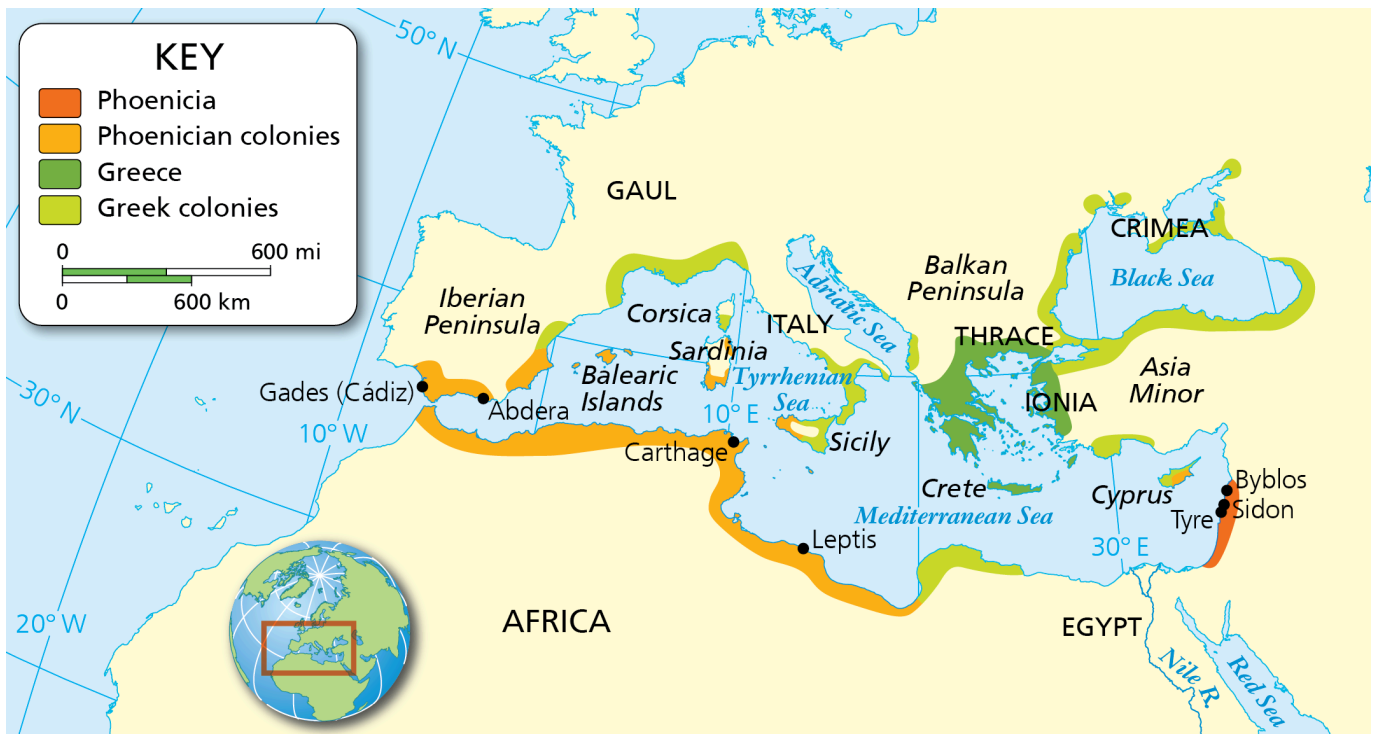 KEY
Phoenicia
Phoenician colonies
Greece
Greek colonies
0 600 mi
0 600 km
50° N
GAUL
CRIMEA
Black Sea
Balkan
Peninsula
Adriatic Sea
Iberian
Peninsula
Corsica
ITALY
THRACE
Sardinia
Asia
Minor
Balearic
Islands
Tyrrhenian
Sea
Gades (Cádiz)
Abdera
10° E
IONIA
30° N
10° W
Carthage
Sicily
Crete
Cyprus
Byblos
Sidon
Tyre
Mediterranean Sea
Leptis
30° E
20° W
AFRICA
EGYPT
Nile R.
Red Sea